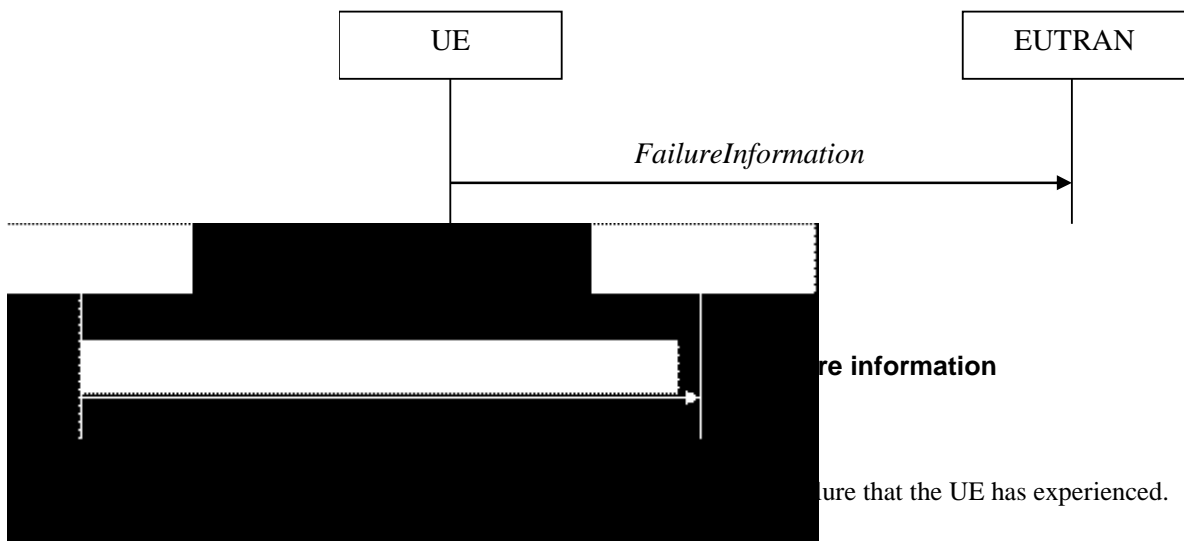 UE EUTRAN
FailureInformation
re information
lure that the UE has experienced.